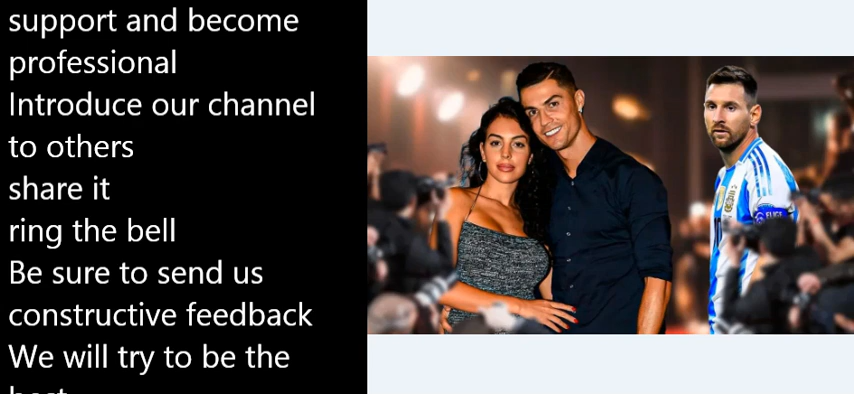 support and become
professional
Introduce our channel
to others
share it
ring the bell
Be sure to send us
constructive feedback
We will try to be the